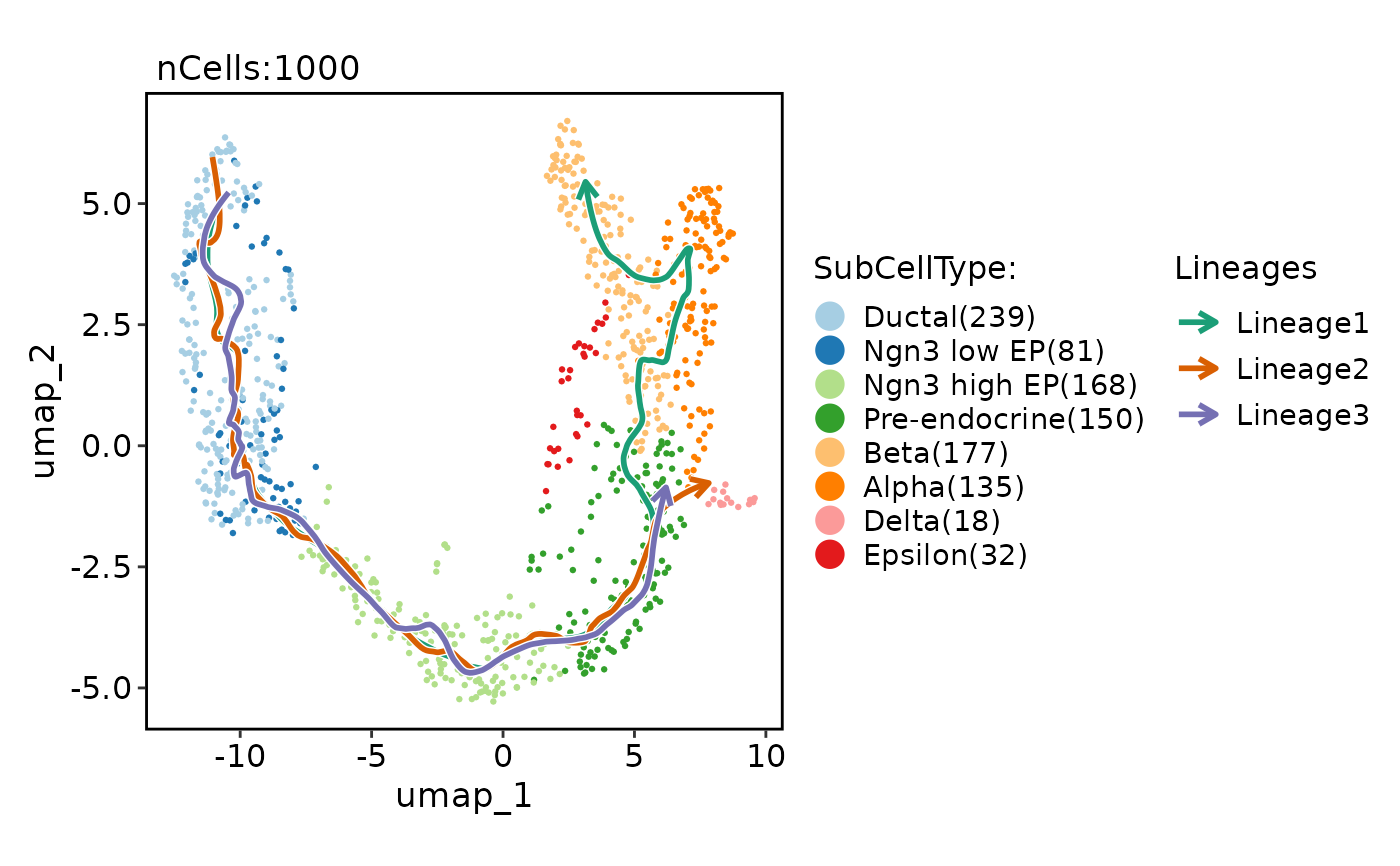 nCells:1000
5.0
2.5
0.0
-2.5
-5.0
umap_2
-10
-5
0
5
10
umap_1
SubCellType:
Ductal(239)
Ngn3 low EP(81)
Ngn3 high EP(168)
Pre-endocrine(150)
Beta(177)
Alpha(135)
Delta(18)
Epsilon(32)
Lineages
Lineage1
Lineage2
Lineage3